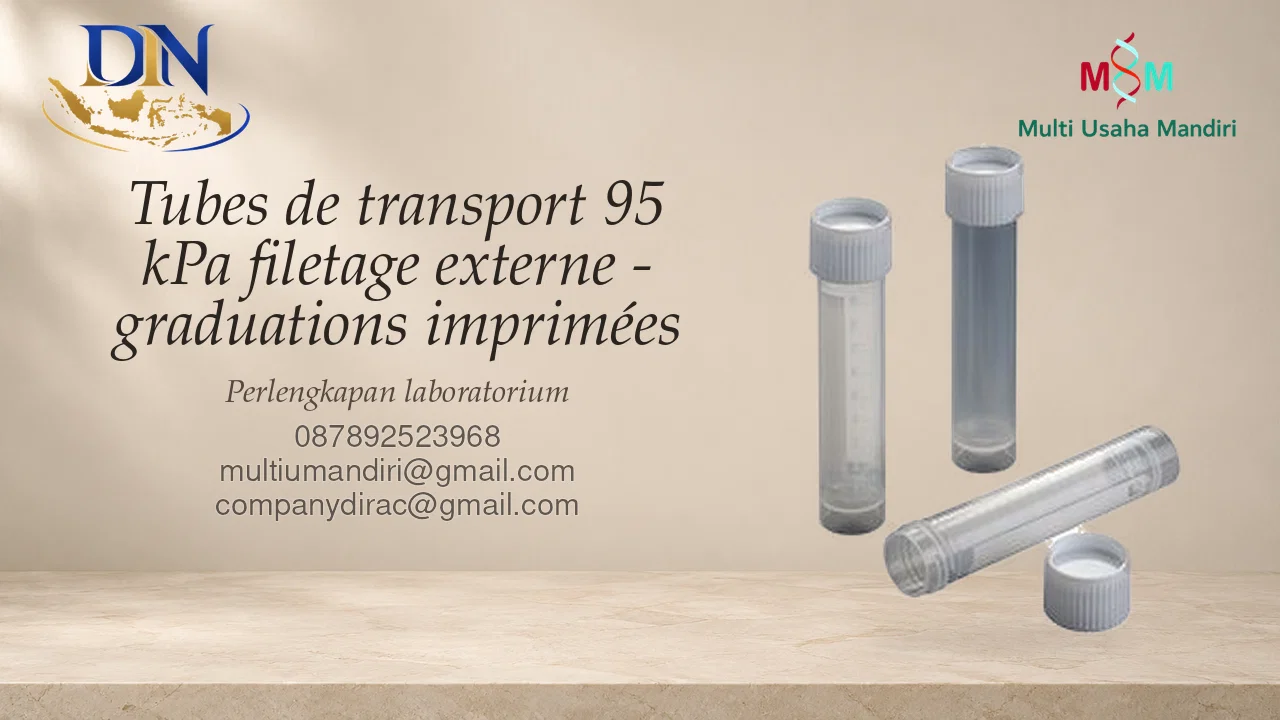 DN
M M
Multi Usaha Mandiri
Tubes de transport 95
kPa filetage externe -
graduations imprimées
Perlengkapan laboratorium
087892523968
multiumandiri@gmail.com
companydirac@gmail.com